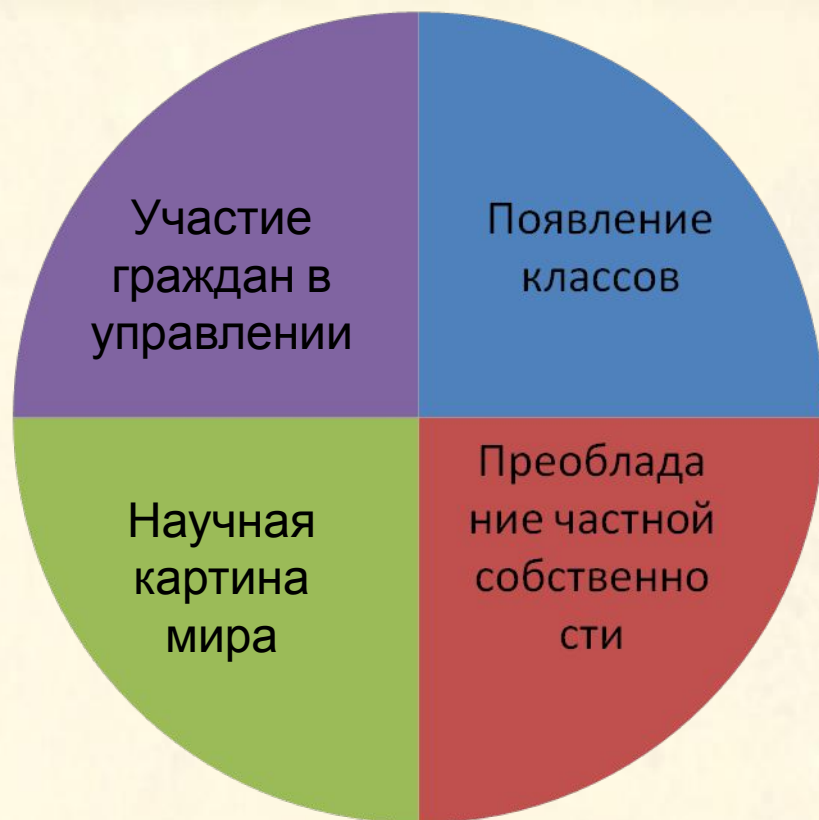 Участие
граждан в
управлении
Появление
классов
Научная
картина
мира
Преоблада
ние частной
собственно
сти